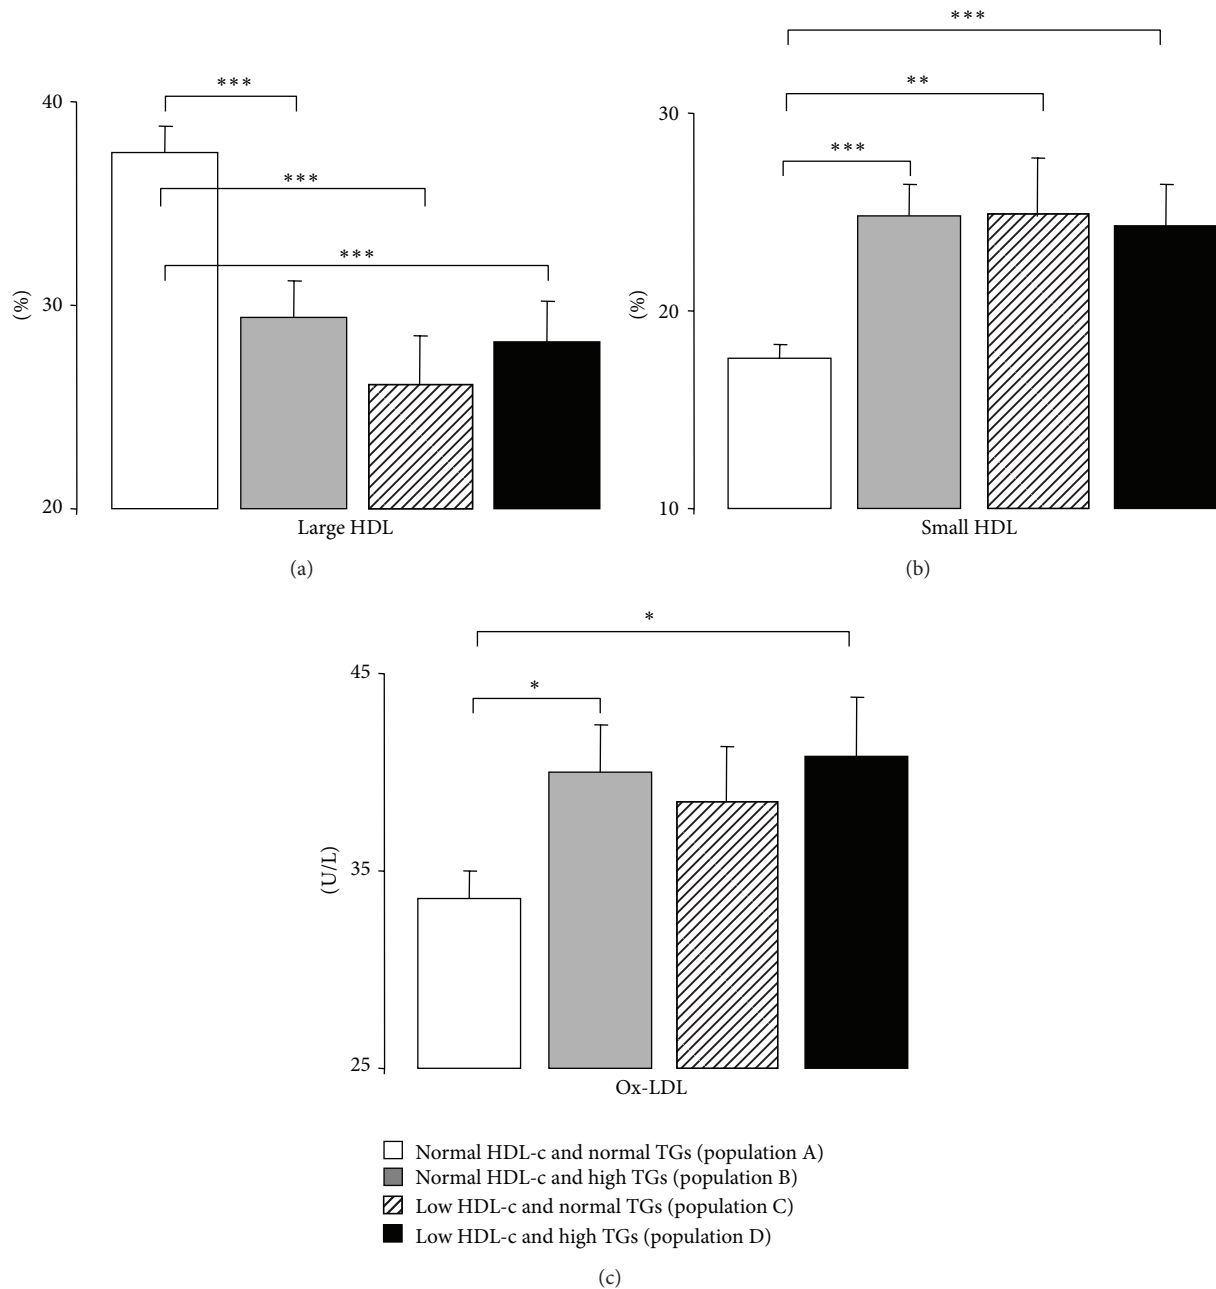 ***
40
***
***
30
(%)
20
Large HDL
(a)
***
**
30
***
20
(%)
10
Small HDL
(b)
*
45
*
35
(U/L)
25
Ox-LDL
Normal HDL-c and normal TGs (population A)
Normal HDL-c and high TGs (population B)
Low HDL-c and normal TGs (population C)
Low HDL-c and high TGs (population D)
(c)